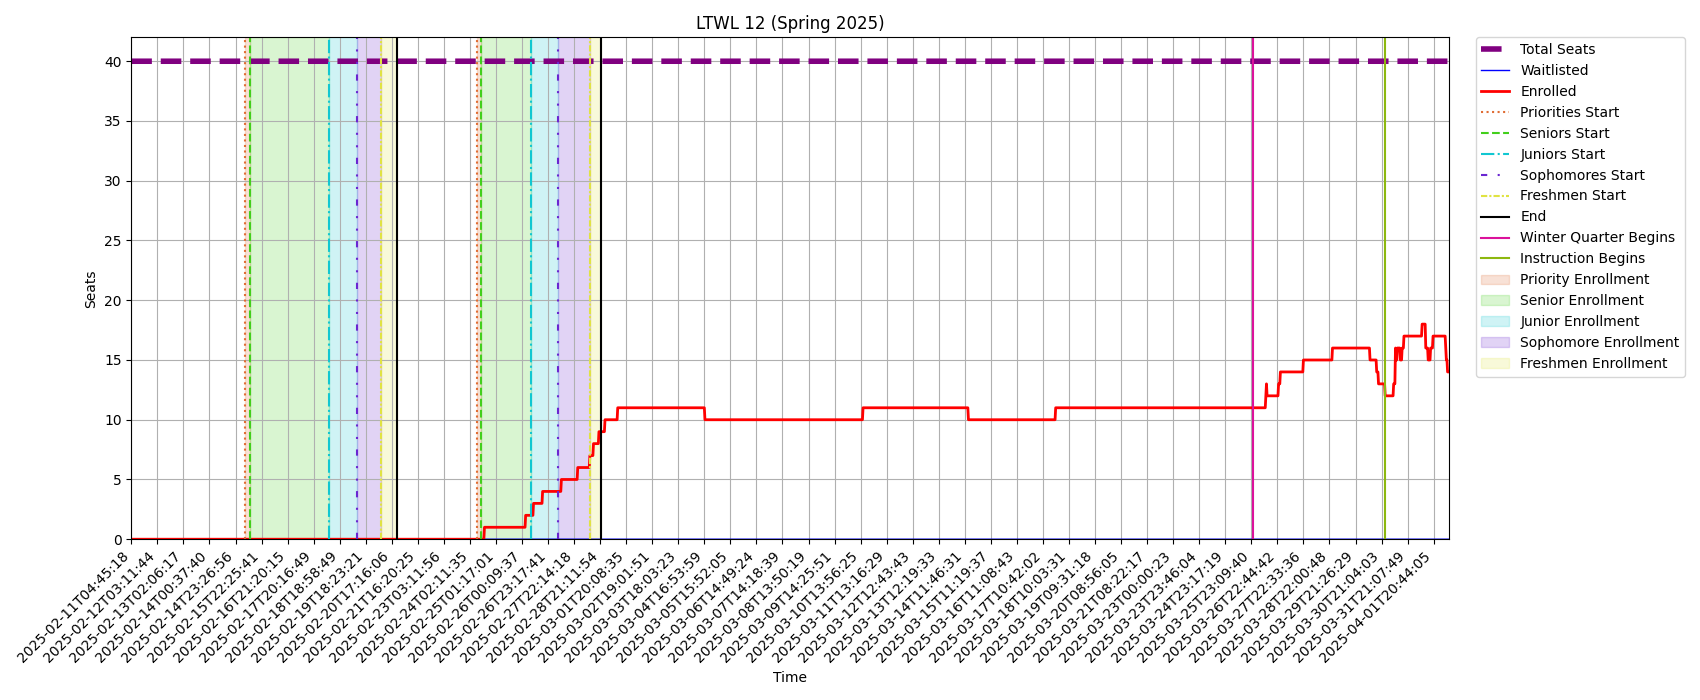 LTWL 12 (Spring 2025)
Seats
40
35
30
25
20
15
10
5
0
2025-02-11T04:45:18
2025-02-12T03:11:44
2025-02-13T02:06:17
2025-02-14T00:37:40
2025-02-14T23:26:56
2025-02-15T22:25:41
2025-02-16T21:20:15
2025-02-17T20:16:49
2025-02-18T18:58:49
2025-02-19T18:23:21
2025-02-20T17:16:06
2025-02-21T16:20:25
2025-02-23T03:11:56
2025-02-24T02:11:35
2025-02-25T01:17:01
2025-02-26T00:09:37
2025-02-26T23:17:41
2025-02-27T22:14:18
2025-02-28T21:11:54
2025-03-01T20:08:35
2025-03-02T19:01:51
2025-03-03T18:03:23
2025-03-04T16:53:59
2025-03-05T15:52:05
2025-03-06T14:49:24
2025-03-07T14:18:39
2025-03-08T13:50:19
2025-03-09T14:25:51
2025-03-10T13:56:25
2025-03-11T13:16:29
2025-03-12T12:43:43
2025-03-13T12:19:33
2025-03-14T11:46:31
2025-03-15T11:19:37
2025-03-16T11:08:43
2025-03-17T10:42:02
2025-03-18T10:03:31
2025-03-19T09:31:18
2025-03-20T08:56:05
2025-03-21T08:22:17
2025-03-23T00:00:23
2025-03-23T23:46:04
2025-03-24T23:17:19
2025-03-25T23:09:40
2025-03-26T22:44:42
2025-03-27T22:33:36
2025-03-28T22:00:48
2025-03-29T21:26:29
2025-03-30T21:04:03
2025-03-31T21:07:49
2025-04-01T20:44:05
Time
Total Seats
Waitlisted
Enrolled
Priorities Start
Seniors Start
Juniors Start
Sophomores Start
Freshmen Start
End
Winter Quarter Begins
Instruction Begins
Priority Enrollment
Senior Enrollment
Junior Enrollment
Sophomore Enrollment
Freshmen Enrollment